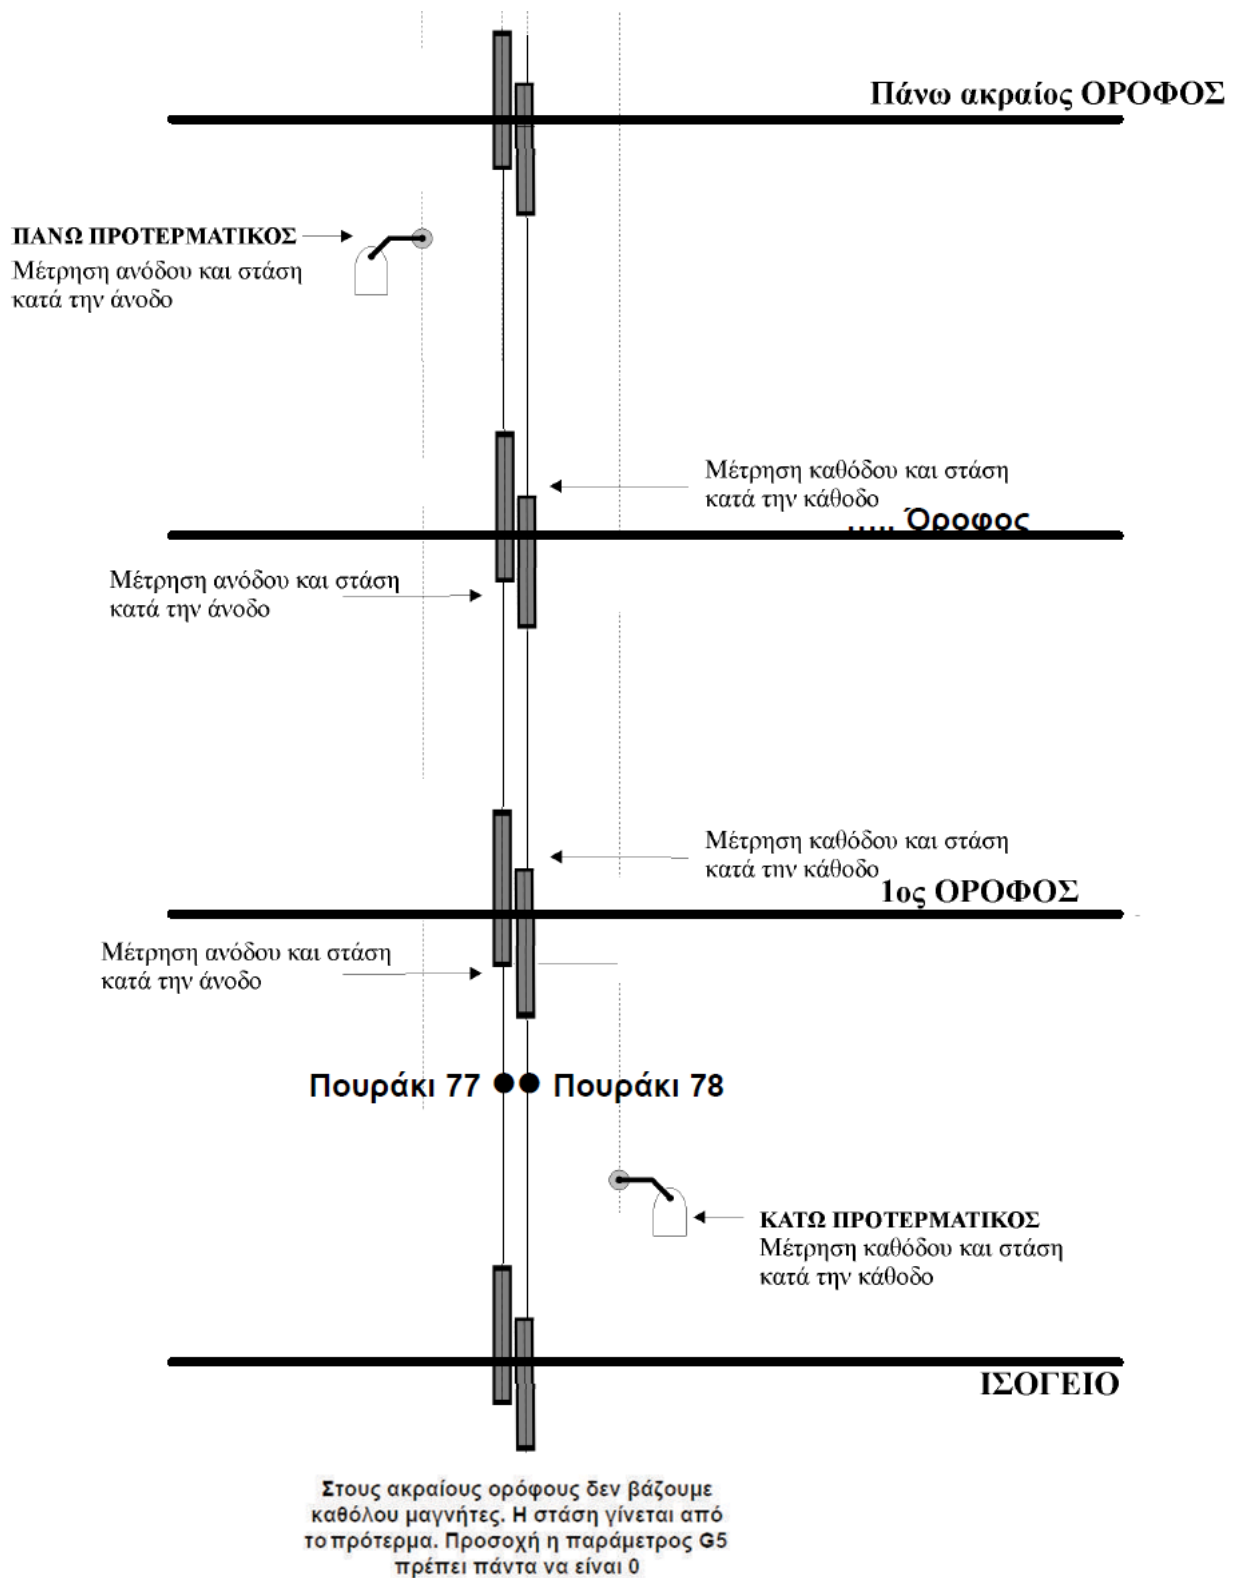 Πάνω ακραίος ΟΡΟΦΟΣ
ΠΑΝΩ ΠΡΟΤΕΡΜΑΤΙΚΟΣ
Μέτρηση ανόδου και στάση
κατά την άνοδο
Μέτρηση καθόδου και στάση
κατά την κάθοδο
..... Όροφος
Μέτρηση ανόδου και στάση
κατά την άνοδο
Μέτρηση καθόδου και στάση
κατά την κάθοδο
1ος ΟΡΟΦΟΣ
Μέτρηση ανόδου και στάση
κατά την άνοδο
Πουράκι 77
Πουράκι 78
ΚΑΤΩ ΠΡΟΤΕΡΜΑΤΙΚΟΣ
Μέτρηση καθόδου και στάση
κατά την κάθοδο
ΙΣΟΓΕΙΟ
Στους ακραίους ορόφους δεν βάζουμε
καθόλου μαγνήτες. Η στάση γίνεται από
το πρότερμα. Προσοχή η παράμετρος G5
πρέπει πάντα να είναι 0